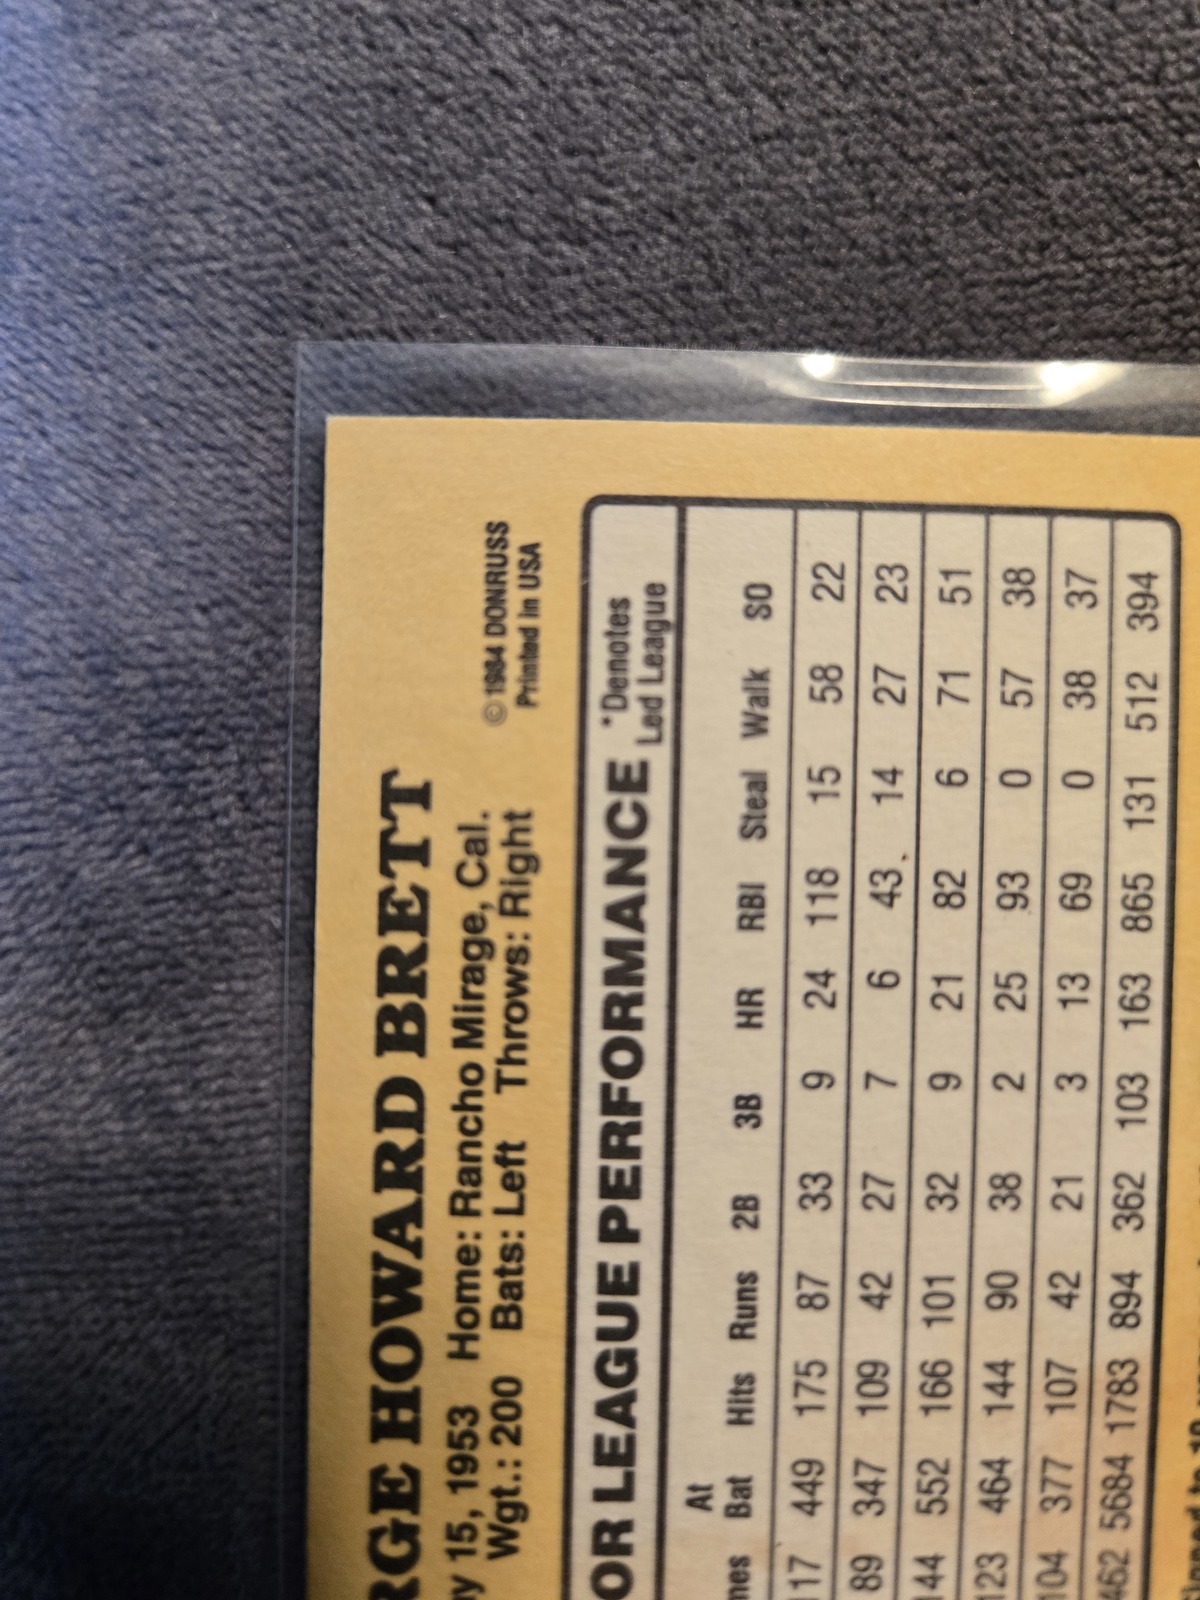 RGE HOWARD BRETT
y 15, 1953 Home: Rancho Mirage, Cal. © 1984 DONRUSS
Wgt.: 200 Bats: Left Throws: Right Printed in USA
OR LEAGUE PERFORMANCE *Denotes
Led League
mes At
Bat Hits Runs 2B 3B HR RBI Steal Walk SO
117 449 175 87 33 9 24 118 15 58 22
89 347 109 42 27 7 6 43 14 27 23
144 552 166 101 32 9 21 82 6 71 51
123 464 144 90 38 2 25 93 0 57 38
104 377 107 42 21 3 13 69 0 38 37
462 5684 1783 894 362 103 163 865 131 512 394